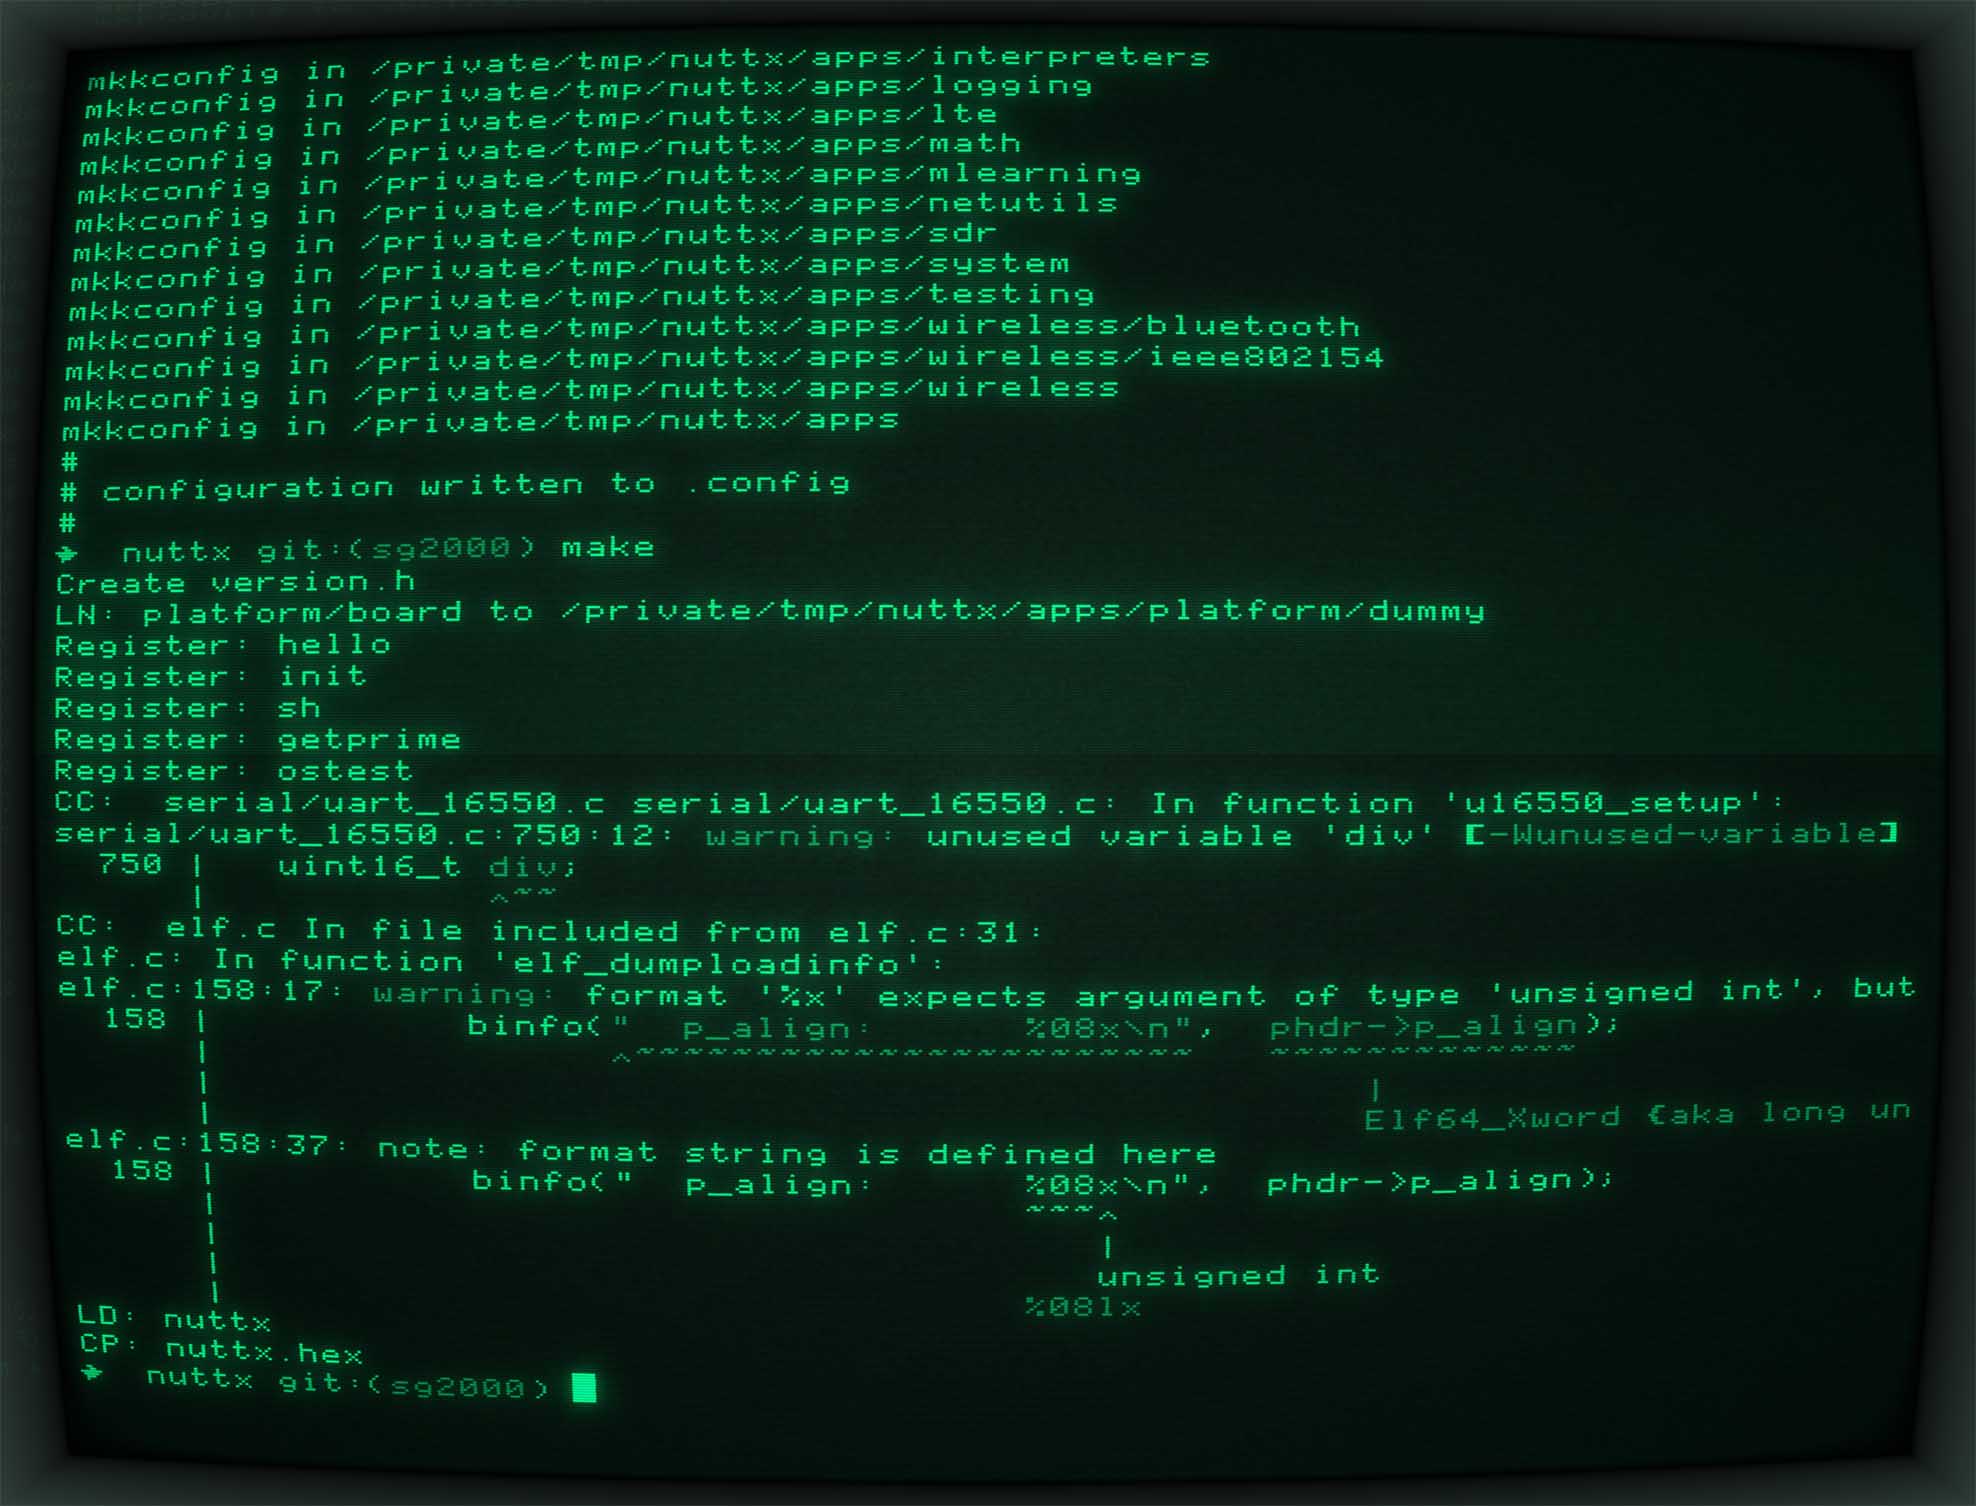 mkkconfig in /private/tmp/nuttx/apps/interpreters
mkkconfig in /private/tmp/nuttx/apps/logging
mkkconfig in /private/tmp/nuttx/apps/lte
mkkconfig in /private/tmp/nuttx/apps/math
mkkconfig in /private/tmp/nuttx/apps/mlearning
mkkconfig in /private/tmp/nuttx/apps/netutils
mkkconfig in /private/tmp/nuttx/apps/sdr
mkkconfig in /private/tmp/nuttx/apps/system
mkkconfig in /private/tmp/nuttx/apps/testing
mkkconfig in /private/tmp/nuttx/apps/wireless/bluetooth
mkkconfig in /private/tmp/nuttx/apps/wireless/ieee802154
mkkconfig in /private/tmp/nuttx/apps/wireless
mkkconfig in /private/tmp/nuttx/apps
#
# configuration written to .config
#
➜  nuttx git:(sg2000) make
Create version.h
LN: platform/board to /private/tmp/nuttx/apps/platform/dummy
Register: hello
Register: init
Register: sh
Register: getprime
Register: ostest
CC:  serial/uart_16550.c serial/uart_16550.c: In function 'u16550_setup':
serial/uart_16550.c:750:12: warning: unused variable 'div' [-Wunused-variable]
  750 |   uint16_t div;
      |            ^~~
CC:  elf.c In file included from elf.c:31:
elf.c: In function 'elf_dumploadinfo':
elf.c:158:17: warning: format '%x' expects argument of type 'unsigned int', but
  158 |           binfo("  p_align:      %08x\n",  phdr->p_align);
      |                 ^~~~~~~~~~~~~~~~~~~~~~~~~~  ~~~~~~~~~~~~~
      |
      |                                                |
      |                                                Elf64_Xword {aka long un
elf.c:158:37: note: format string is defined here
  158 |           binfo("  p_align:      %08x\n",  phdr->p_align);
      |                                  ~~~^
      |                                     |
      |                                     unsigned int
      |                                  %08lx
LD: nuttx
CP: nuttx.hex
➜  nuttx git:(sg2000)